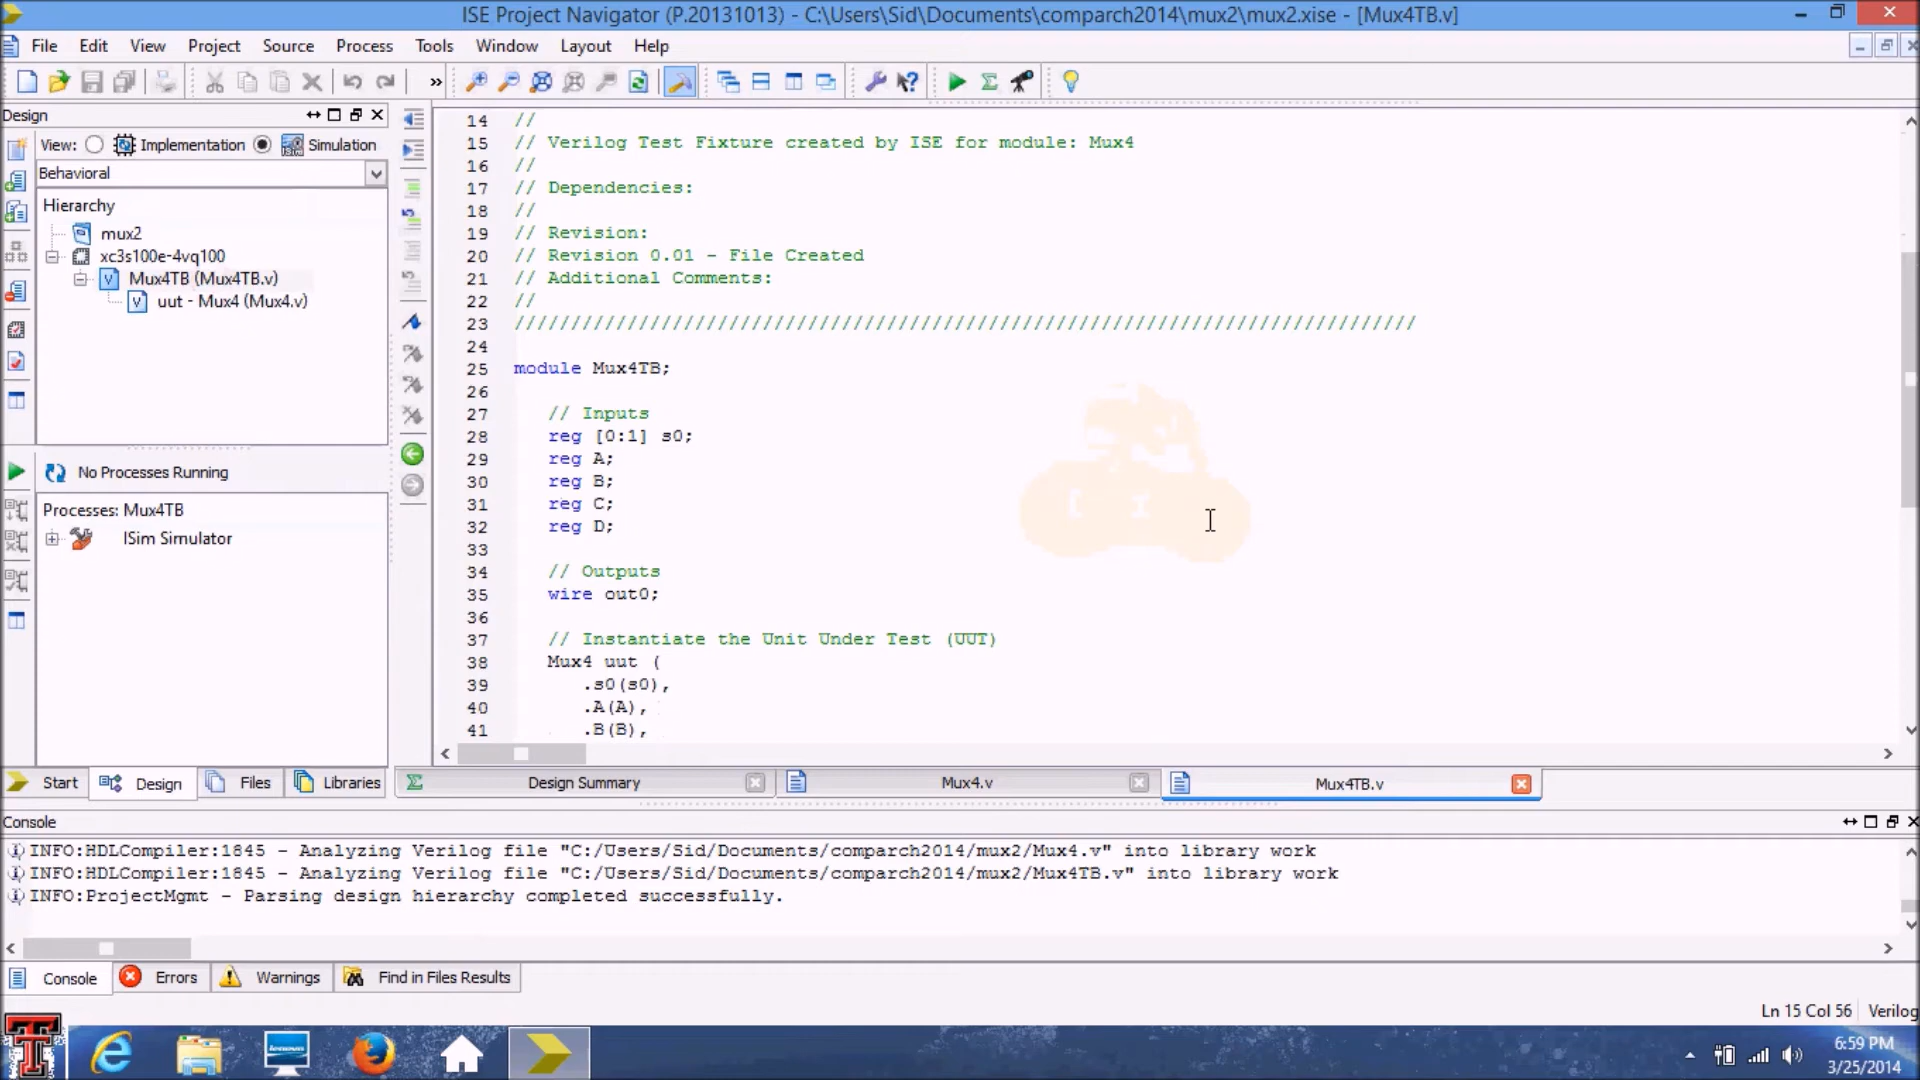 ISE Project Navigator (P.20131013) - C:\Users\Sid\Documents\comparch2014\mux2\mux2.xise - [Mux4TB.v]
File Edit View Project Source Process Tools Window Layout Help
Design
View: Implementation Simulation
Behavioral
Hierarchy
mux2
xc3s100e-4vq100
Mux4TB (Mux4TB.v)
uut - Mux4 (Mux4.v)
No Processes Running
Processes: Mux4TB
ISim Simulator
Start Design Files Libraries
14 //
15 // Verilog Test Fixture created by ISE for module: Mux4
16 //
17 // Dependencies:
18 //
19 // Revision:
20 // Revision 0.01 - File Created
21 // Additional Comments:
22 //
23 ////////////////////////////////////////////////////////////////////////////////
24
25 module Mux4TB;
26
27 // Inputs
28 reg [0:1] s0;
29 reg A;
30 reg B;
31 reg C;
32 reg D;
33
34 // Outputs
35 wire out0;
36
37 // Instantiate the Unit Under Test (UUT)
38 Mux4 uut (
39 .s0(s0),
40 .A(A),
41 .B(B),
Design Summary Mux4.v Mux4TB.v
Console
INFO:HDLCompiler:1845 - Analyzing Verilog file "C:/Users/Sid/Documents/comparch2014/mux2/Mux4.v" into library work
INFO:HDLCompiler:1845 - Analyzing Verilog file "C:/Users/Sid/Documents/comparch2014/mux2/Mux4TB.v" into library work
INFO:ProjectMgmt - Parsing design hierarchy completed successfully.
Console Errors Warnings Find in Files Results
Ln 15 Col 56 Verilog
6:59 PM
3/25/2014